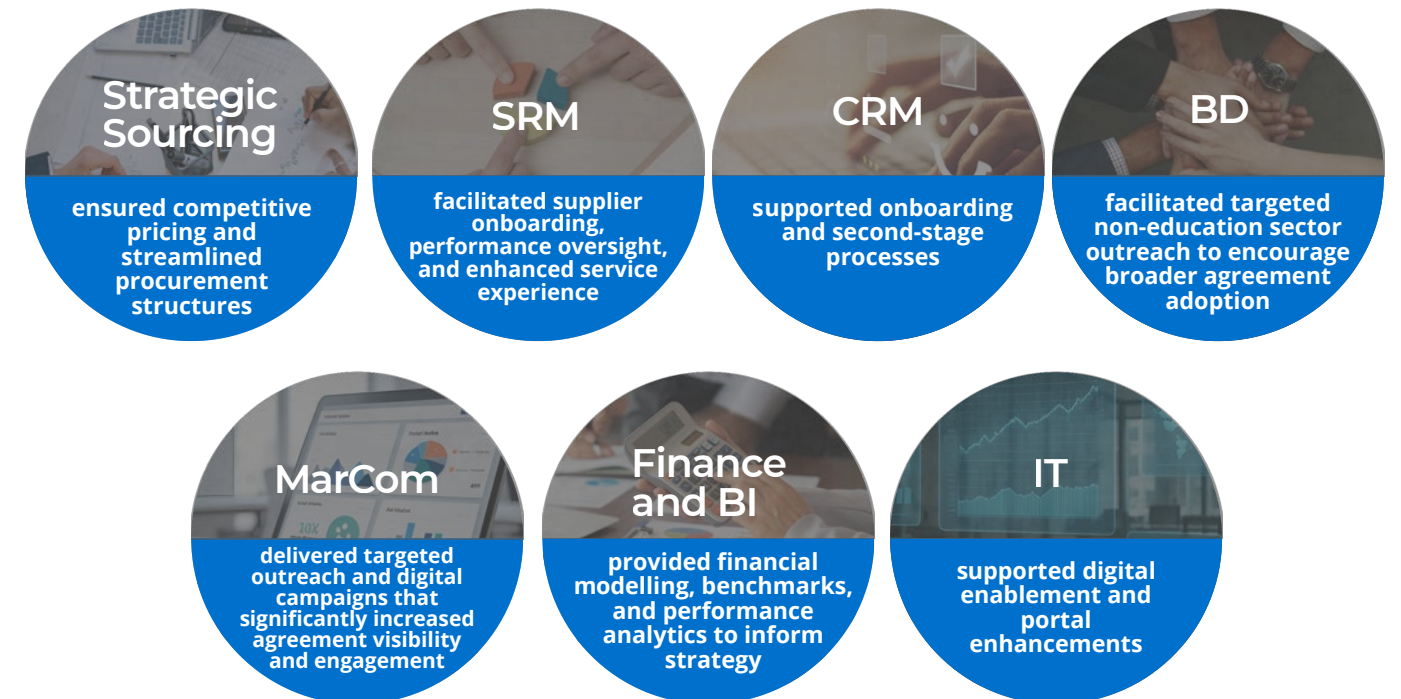 Strategic
Sourcing
ensured competitive
pricing and
streamlined
procurement
structures
SRM
facilitated supplier
onboarding,
performance oversight,
and enhanced service
experience
CRM
supported onboarding
and second-stage
processes
BD
facilitated targeted
non-education sector
outreach to encourage
broader agreement
adoption
MarCom
10X
delivered targeted
outreach and digital
campaigns that
significantly increased
agreement visibility
and engagement
Finance
and BI
provided financial
modelling, benchmarks,
and performance
analytics to inform
strategy
IT
supported digital
enablement and
portal
enhancements